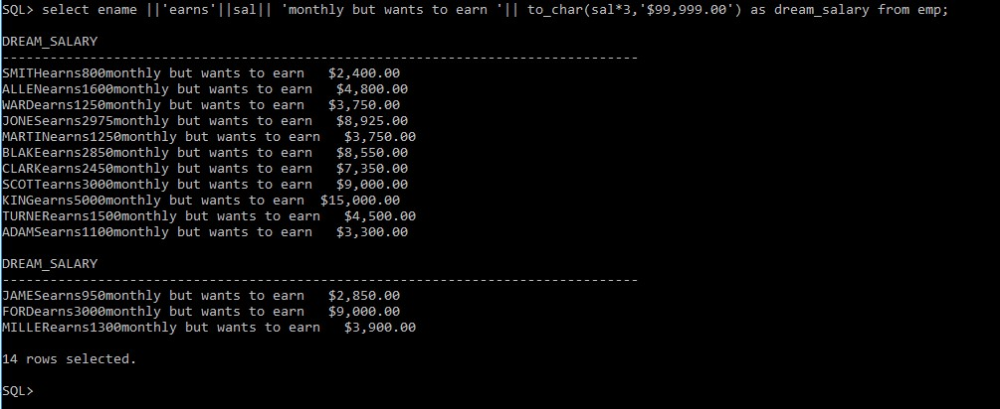 SQL> select ename ||'earns'||sal|| 'monthly but wants to earn '|| to_char(sal*3,'$99,999.00') as dream_salary from emp;
DREAM_SALARY
--------------------------------------------------------------------------------
SMITHearns800monthly but wants to earn   $2,400.00
ALLENearns1600monthly but wants to earn   $4,800.00
WARDearns1250monthly but wants to earn   $3,750.00
JONESearns2975monthly but wants to earn   $8,925.00
MARTINearns1250monthly but wants to earn   $3,750.00
BLAKEearns2850monthly but wants to earn   $8,550.00
CLARKearns2450monthly but wants to earn   $7,350.00
SCOTTearns3000monthly but wants to earn   $9,000.00
KINGearns5000monthly but wants to earn  $15,000.00
TURNERearns1500monthly but wants to earn   $4,500.00
ADAMSearns1100monthly but wants to earn   $3,300.00
DREAM_SALARY
--------------------------------------------------------------------------------
JAMESearns950monthly but wants to earn   $2,850.00
FORDearns3000monthly but wants to earn   $9,000.00
MILLERearns1300monthly but wants to earn   $3,900.00
14 rows selected.
SQL>